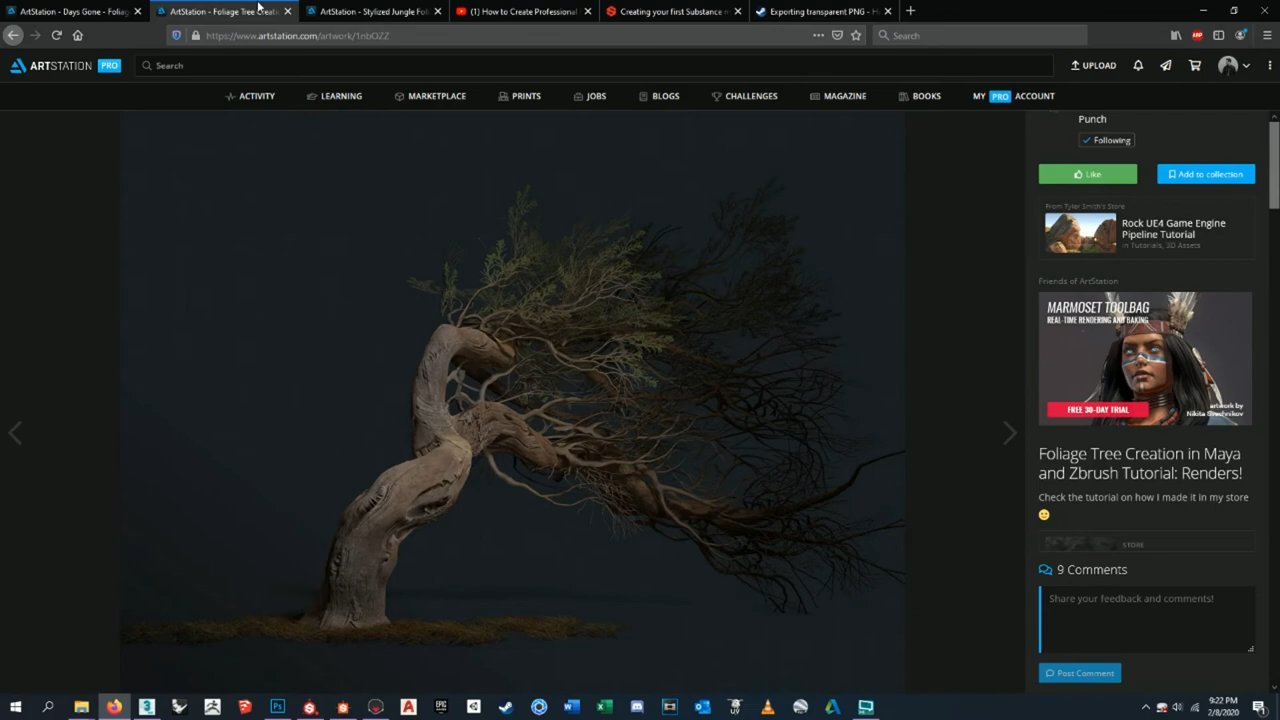 ArtStation - Days Gone - Foliag
ArtStation - Foliage Tree Creati
ArtStation - Stylized Jungle Fol
(1) How to Create Professional
Creating your first Substance m
Exporting transparent PNG - H
https://www.artstation.com/artwork/1nbOZZ
Search
ARTSTATION PRO
Search
UPLOAD
ACTIVITY
LEARNING
MARKETPLACE
PRINTS
JOBS
BLOGS
CHALLENGES
MAGAZINE
BOOKS
MY PRO ACCOUNT
Punch
Following
Like
Add to collection
From Tyler Smith's Store
Rock UE4 Game Engine
Pipeline Tutorial
in Tutorials, 3D Assets
Friends of ArtStation
MARMOSET TOOLBAG
REAL-TIME RENDERING AND BAKING
FREE 30-DAY TRIAL
artwork by
Foliage Tree Creation in Maya
and Zbrush Tutorial: Renders!
Check the tutorial on how I made it in my store
STORE
9 Comments
Share your feedback and comments!
Post Comment
9:22 PM
2/8/2020